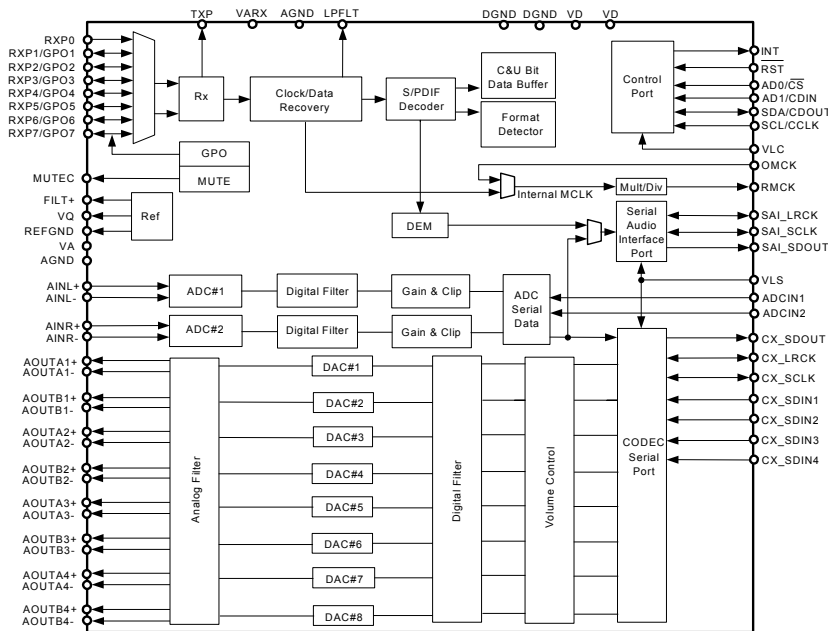 TXP VARX AGND LPFLT DGND DGND VD VD
RXP0
RXP1/GPO1
RXP2/GPO2
RXP3/GPO3
RXP4/GPO4
RXP5/GPO5
RXP6/GPO6
RXP7/GPO7
MUTEC
FILT+
VQ
REFGND
VA
AGND
AINL+
AINL-
AINR+
AINR-
AOUTA1+
AOUTA1-
AOUTB1+
AOUTB1-
AOUTA2+
AOUTA2-
AOUTB2+
AOUTB2-
AOUTA3+
AOUTA3-
AOUTB3+
AOUTB3-
AOUTA4+
AOUTA4-
AOUTB4+
AOUTB4-
Rx
Clock/Data
Recovery
S/PDIF
Decoder
C&U Bit
Data Buffer
Format
Detector
Control
Port
GPO
MUTE
Ref
Internal MCLK
Mult/Div
DEM
Serial
Audio
Interface
Port
ADC#1
Digital Filter
Gain & Clip
ADC
Serial
Data
ADC#2
Digital Filter
Gain & Clip
Analog Filter
DAC#1
DAC#2
DAC#3
DAC#4
DAC#5
DAC#6
DAC#7
DAC#8
Digital Filter
Volume Control
CODEC
Serial
Port
INT
RST
AD0/CS
AD1/CDIN
SDA/CDOUT
SCL/CCLK
VLC
OMCK
RMCK
SAI_LRCK
SAI_SCLK
SAI_SDOUT
VLS
ADCIN1
ADCIN2
CX_SDOUT
CX_LRCK
CX_SCLK
CX_SDIN1
CX_SDIN2
CX_SDIN3
CX_SDIN4